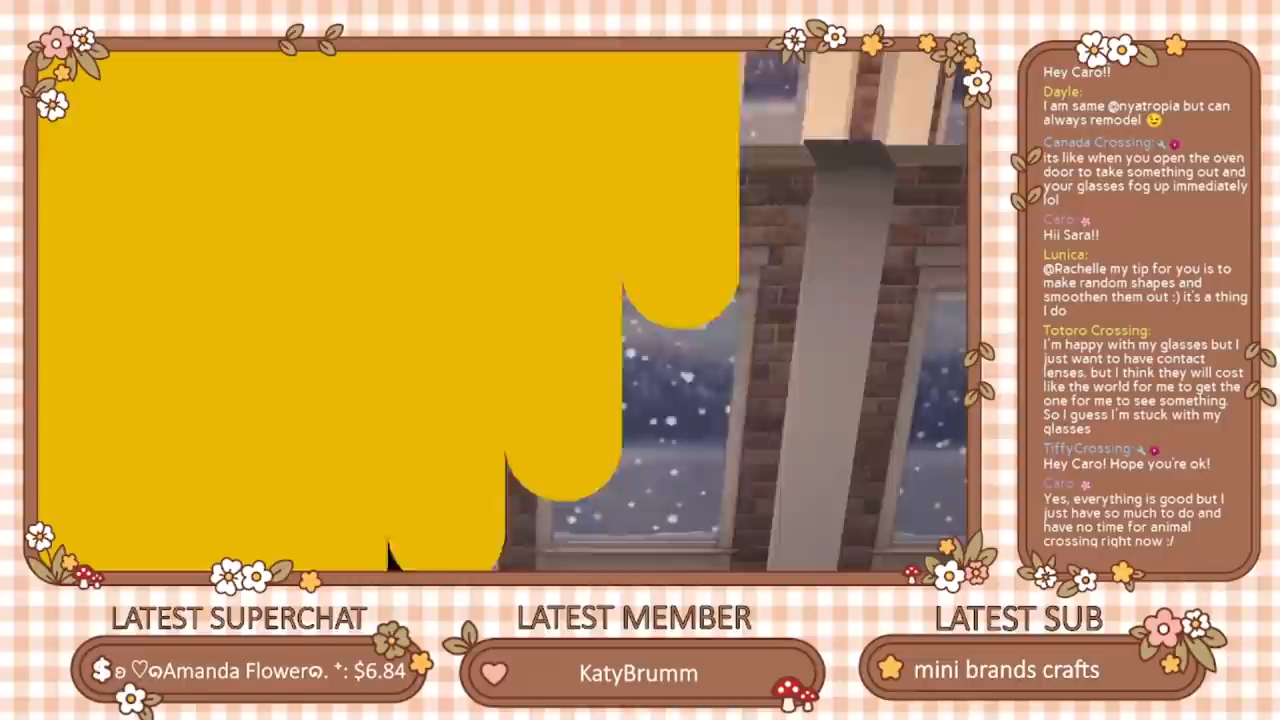 Hey Caro!!
Dayle:
I am same @nyatropia but can
always remodel 😉
Canada Crossing:
its like when you open the oven
door to take something out and
your glasses fog up immediately
lol
Caro
Hii Sara!!
Lunica:
@Rachelle my tip for you is to
make random shapes and
smoothen them out :) it's a thing
I do
Totoro Crossing:
I'm happy with my glasses but I
just want to have contact
lenses, but I think they will cost
like the world for me to get the
one for me to see something.
So I guess I'm stuck with my
glasses
TiffyCrossing:
Hey Caro! Hope you're ok!
Caro
Yes, everything is good but I
just have so much to do and
have no time for animal
crossing right now :/
LATEST SUPERCHAT
$ ʚ ♡ɞAmanda Flowerɷ. ⁺: $6.84
LATEST MEMBER
KatyBrumm
LATEST SUB
mini brands crafts